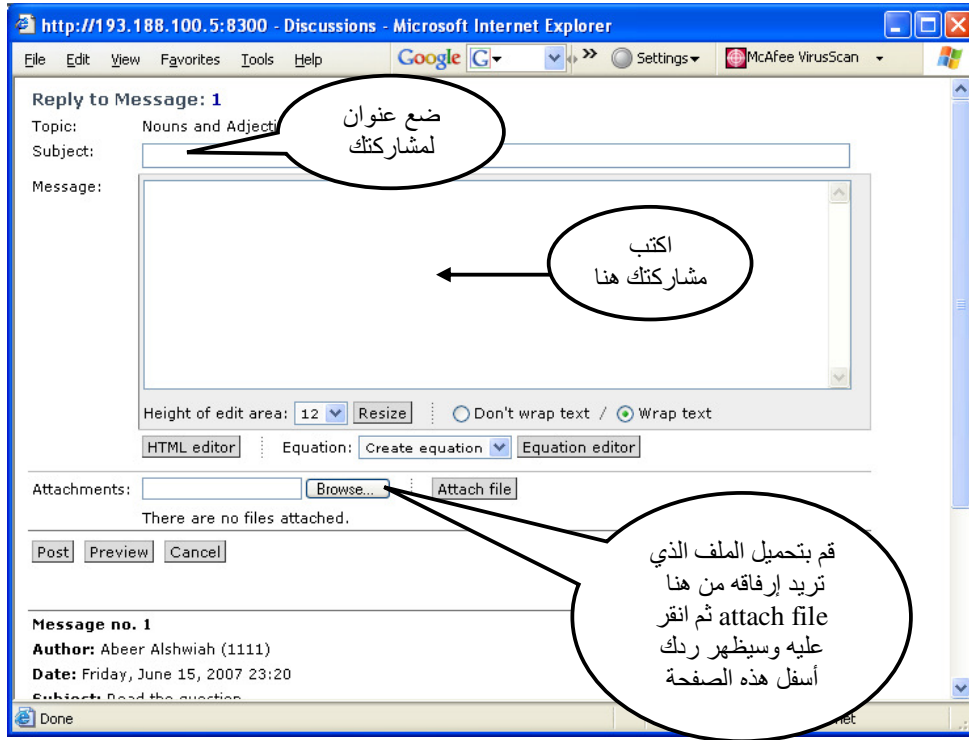 http://193.188.100.5:8300 - Discussions - Microsoft Internet Explorer
File Edit View Favorites Tools Help Google G Settings McAfee VirusScan
Reply to Message: 1
Topic: Nouns and
Subject:
ضع عنوان
لمشاركتك
Message:
اكتب
مشاركتك هنا
Height of edit area: 12 Resize Don't wrap text / Wrap text
HTML editor Equation: Create equation Equation editor
Attachments: Browse... Attach file
There are no files attached.
Post Preview Cancel
قم بتحميل الملف الذي
تريد إرفاقه من هنا
attach file ثم انقر
عليه وسيظهر ردك
أسفل هذه الصفحة
Message no. 1
Author: Abeer Alshwiah (1111)
Date: Friday, June 15, 2007 23:20
Subject: Read the question
Done